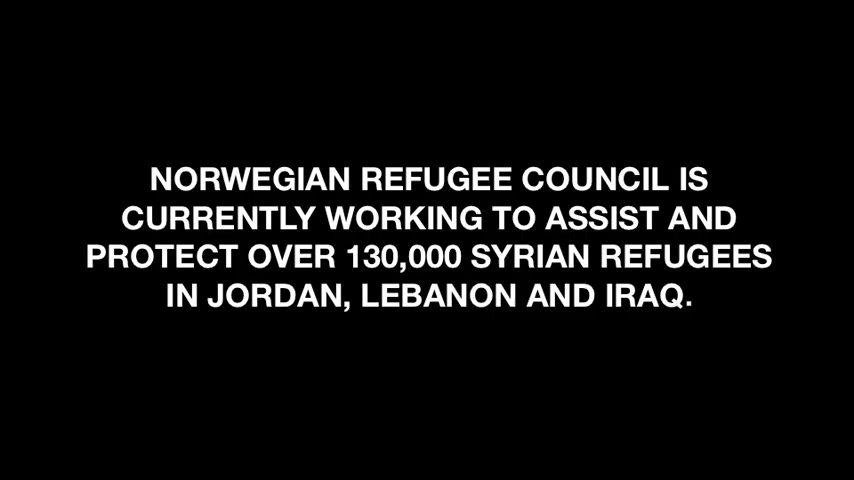 NORWEGIAN REFUGEE COUNCIL IS
CURRENTLY WORKING TO ASSIST AND
PROTECT OVER 130,000 SYRIAN REFUGEES
IN JORDAN, LEBANON AND IRAQ.